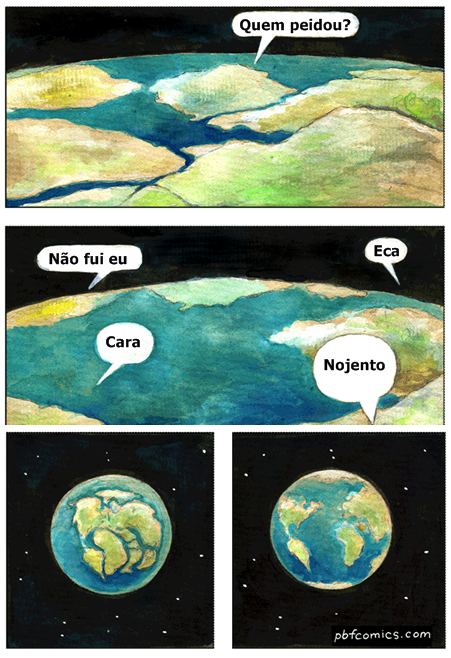 Quem peidou?
Não fui eu
Eca
Cara
Nojento
pbfcomics.com